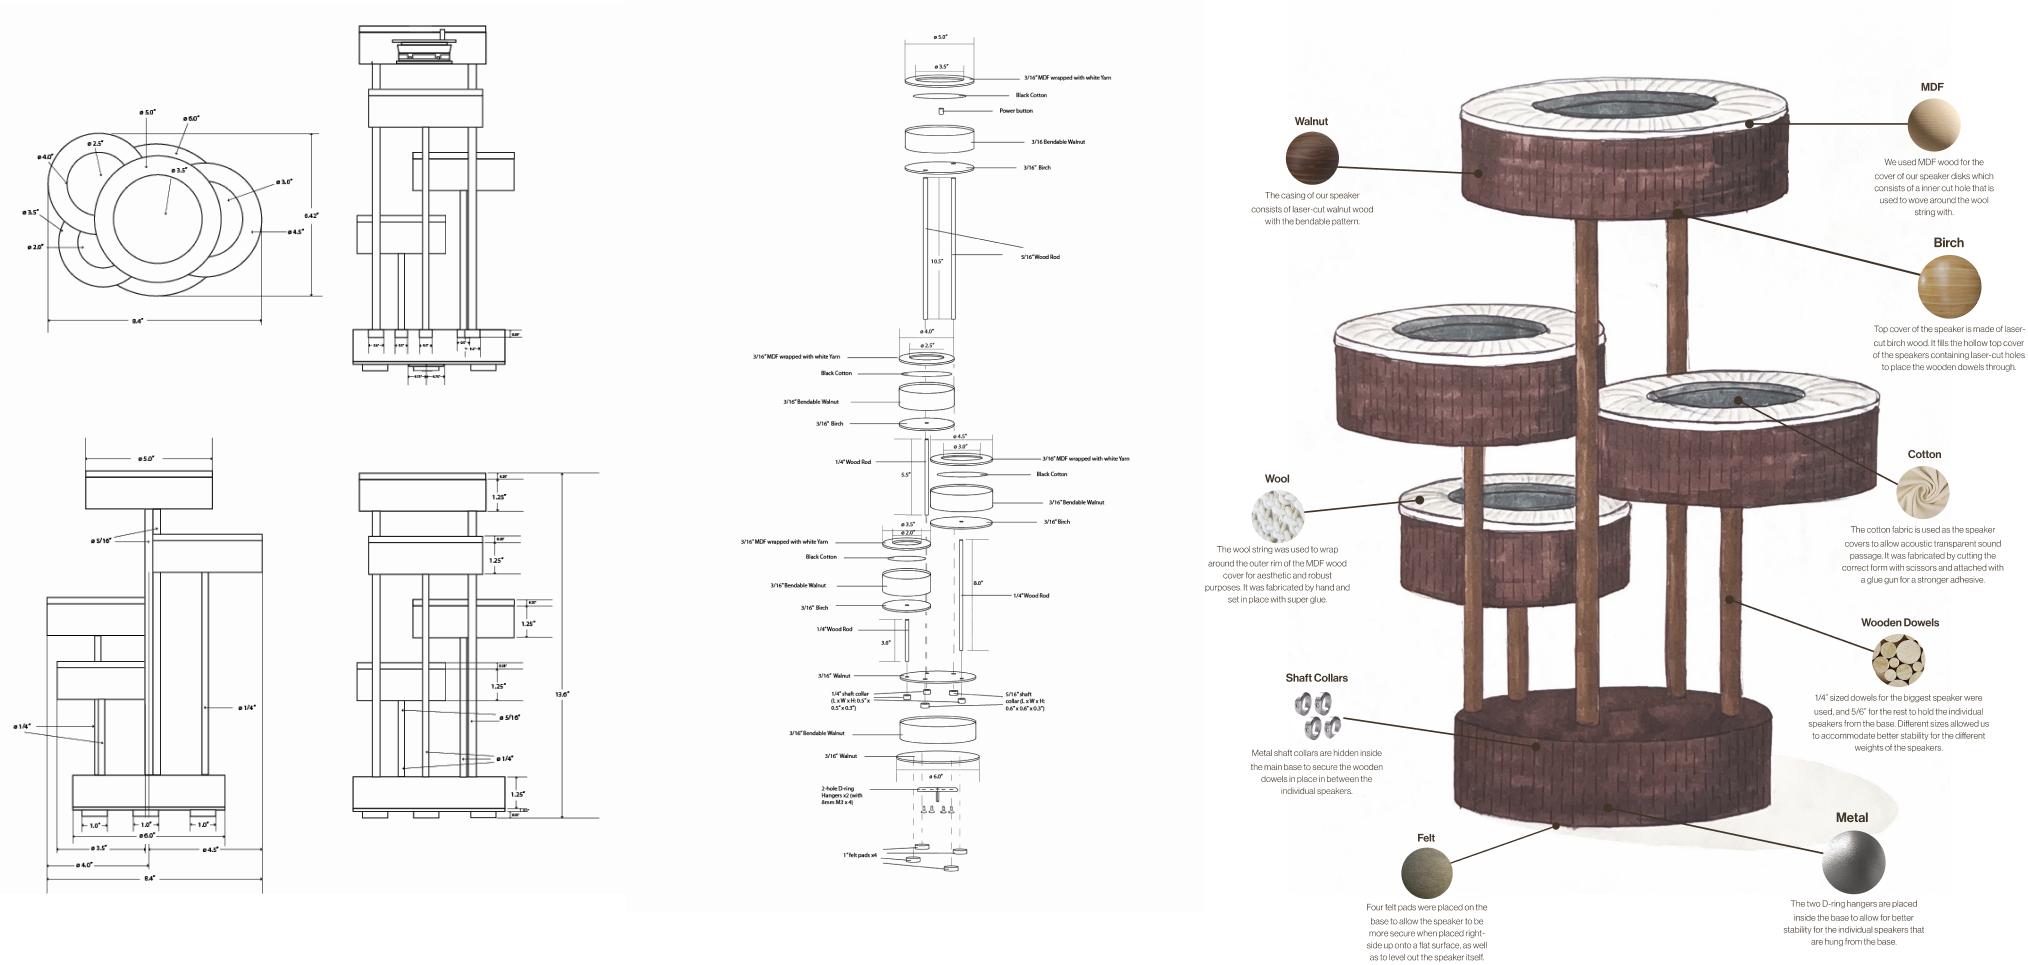 ø 5.0"
ø 6.0"
ø 2.5"
ø 4.0"
ø 3.5"
ø 3.0"
ø 3.5"
6.42"
ø 4.5"
ø 2.0"
8.4"
ø 5.0"
ø 5/16"
ø 1/4"
ø 1/4"
1.0"
1.0"
1.0"
ø 6.0"
ø 3.5"
ø 4.5"
ø 4.0"
8.4"
1.25"
1.25"
1.25"
1.25"
13.6"
ø 5/16"
ø 1/4"
1.25"
ø 5.0"
ø 3.5"
3/16" MDF wrapped with white Yarn
Black Cotton
Power button
3/16 Bendable Walnut
3/16" Birch
5/16" Wood Rod
10.5"
ø 4.0"
ø 2.5"
3/16" MDF wrapped with white Yarn
Black Cotton
3/16" Bendable Walnut
3/16" Birch
ø 4.5"
ø 3.0"
3/16" MDF wrapped with white Yarn
1/4" Wood Rod
5.5"
Black Cotton
3/16" Bendable Walnut
3/16" Birch
ø 3.5"
ø 2.0"
3/16" MDF wrapped with white Yarn
Black Cotton
3/16" Bendable Walnut
8.0"
1/4" Wood Rod
3/16" Birch
1/4" Wood Rod
3.0"
3/16" Walnut
1/4" shaft collar
(L x W x H: 0.5" x
0.5" x 0.3")
5/16" shaft
collar (L x W x H:
0.6" x 0.6" x 0.3")
3/16" Bendable Walnut
3/16" Walnut
ø 6.0"
2-hole D-ring
Hangers x2 (with
8mm M3 x 4)
1" felt pads x4
Walnut
The casing of our speaker
consists of laser-cut walnut wood
with the bendable pattern.
MDF
We used MDF wood for the
cover of our speaker disks which
consists of a inner cut hole that is
used to wove around the wool
string with.
Birch
Top cover of the speaker is made of laser-
cut birch wood. It fills the hollow top cover
of the speakers containing laser-cut holes
to place the wooden dowels through.
Cotton
The cotton fabric is used as the speaker
covers to allow acoustic transparent sound
passage. It was fabricated by cutting the
correct form with scissors and attached with
a glue gun for a stronger adhesive.
Wool
The wool string was used to wrap
around the outer rim of the MDF wood
cover for aesthetic and robust
purposes. It was fabricated by hand and
set in place with super glue.
Wooden Dowels
1/4" sized dowels for the biggest speaker were
used, and 5/6" for the rest to hold the individual
speakers from the base. Different sizes allowed us
to accommodate better stability for the different
weights of the speakers.
Shaft Collars
Metal shaft collars are hidden inside
the main base to secure the wooden
dowels in place in between the
individual speakers.
Felt
Four felt pads were placed on the
base to allow the speaker to be
more secure when placed right-
side up onto a flat surface, as well
as to level out the speaker itself.
Metal
The two D-ring hangers are placed
inside the base to allow for better
stability for the individual speakers that
are hung from the base.